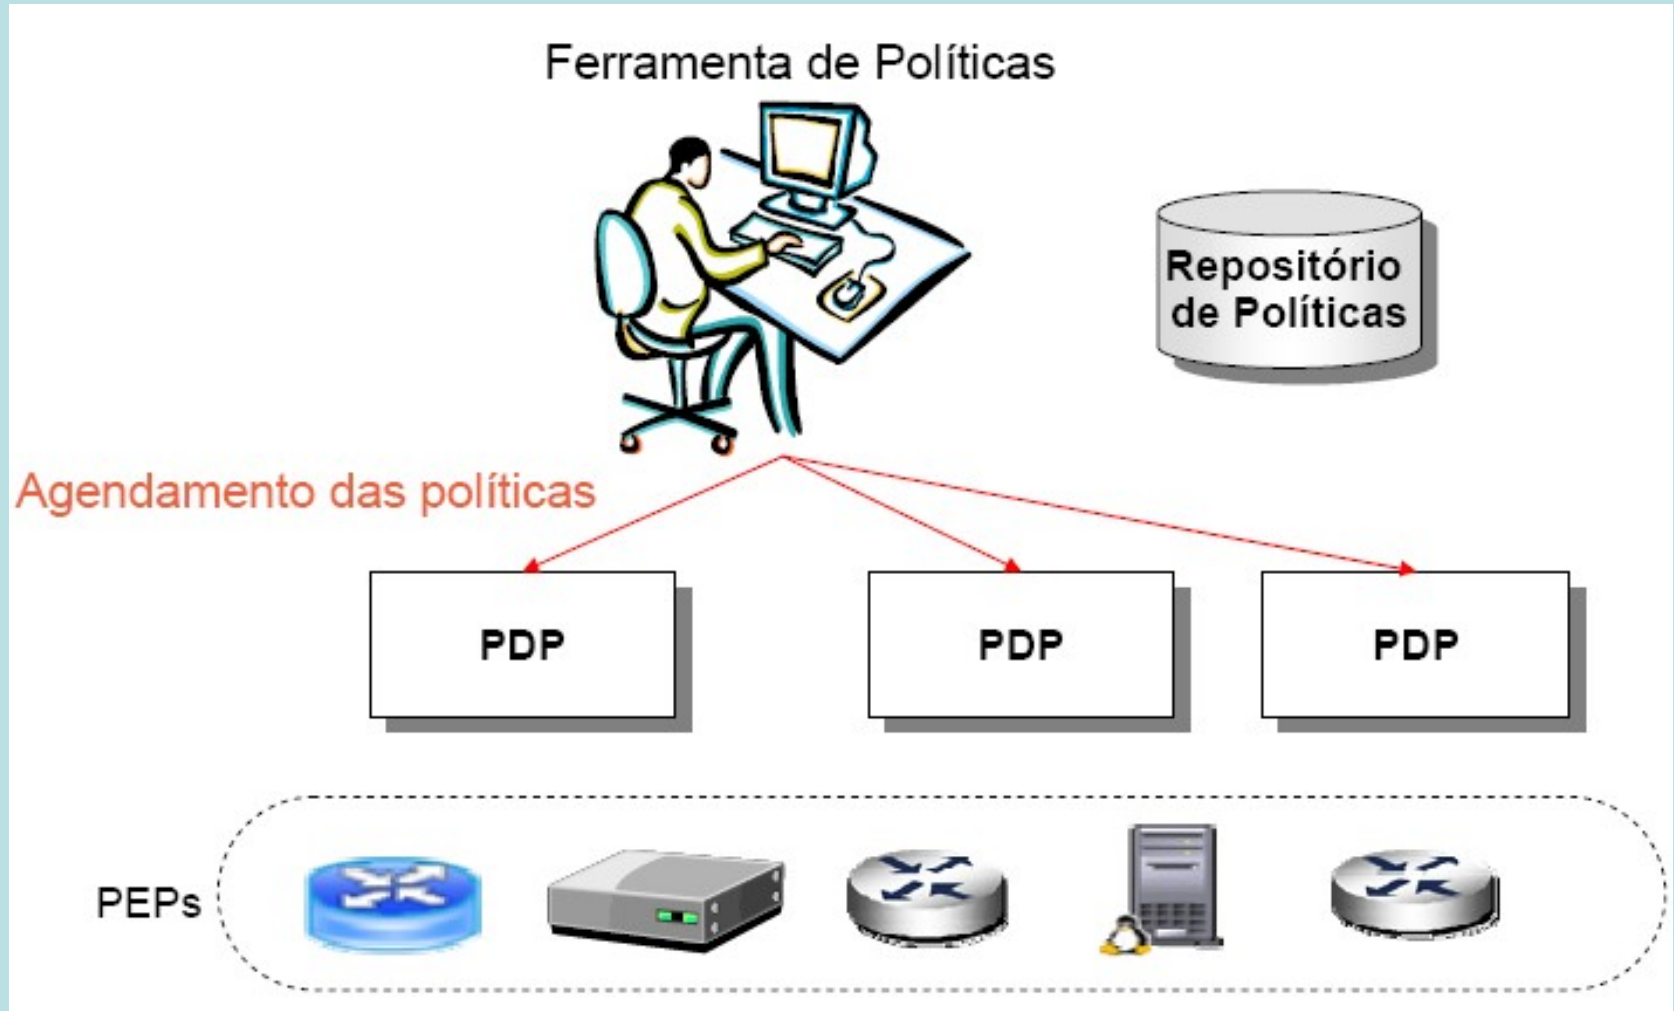 Ferramenta de Políticas
Repositório
de Políticas
Agendamento das políticas
PDP
PDP
PDP
PEPs